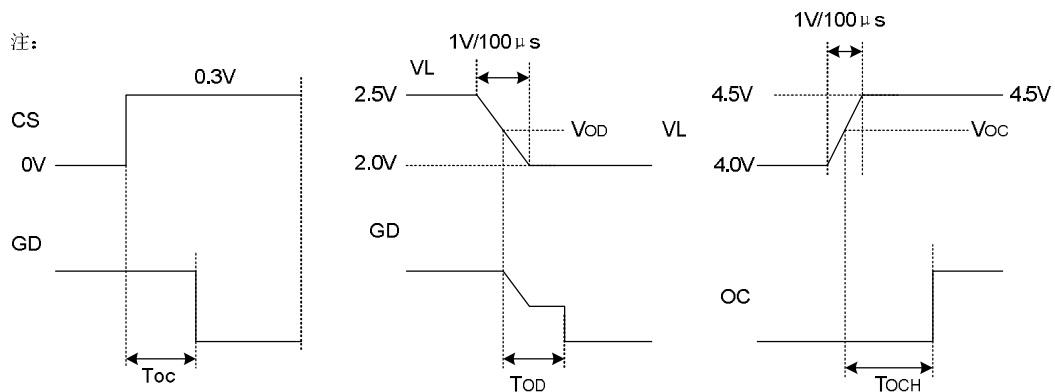 注:
1V/100μs
1V/100μs
0.3V
VL
2.5V
4.5V
4.5V
CS
VOD
VL
VOC
0V
2.0V
4.0V
GD
GD
OC
Toc
TOD
TOCH